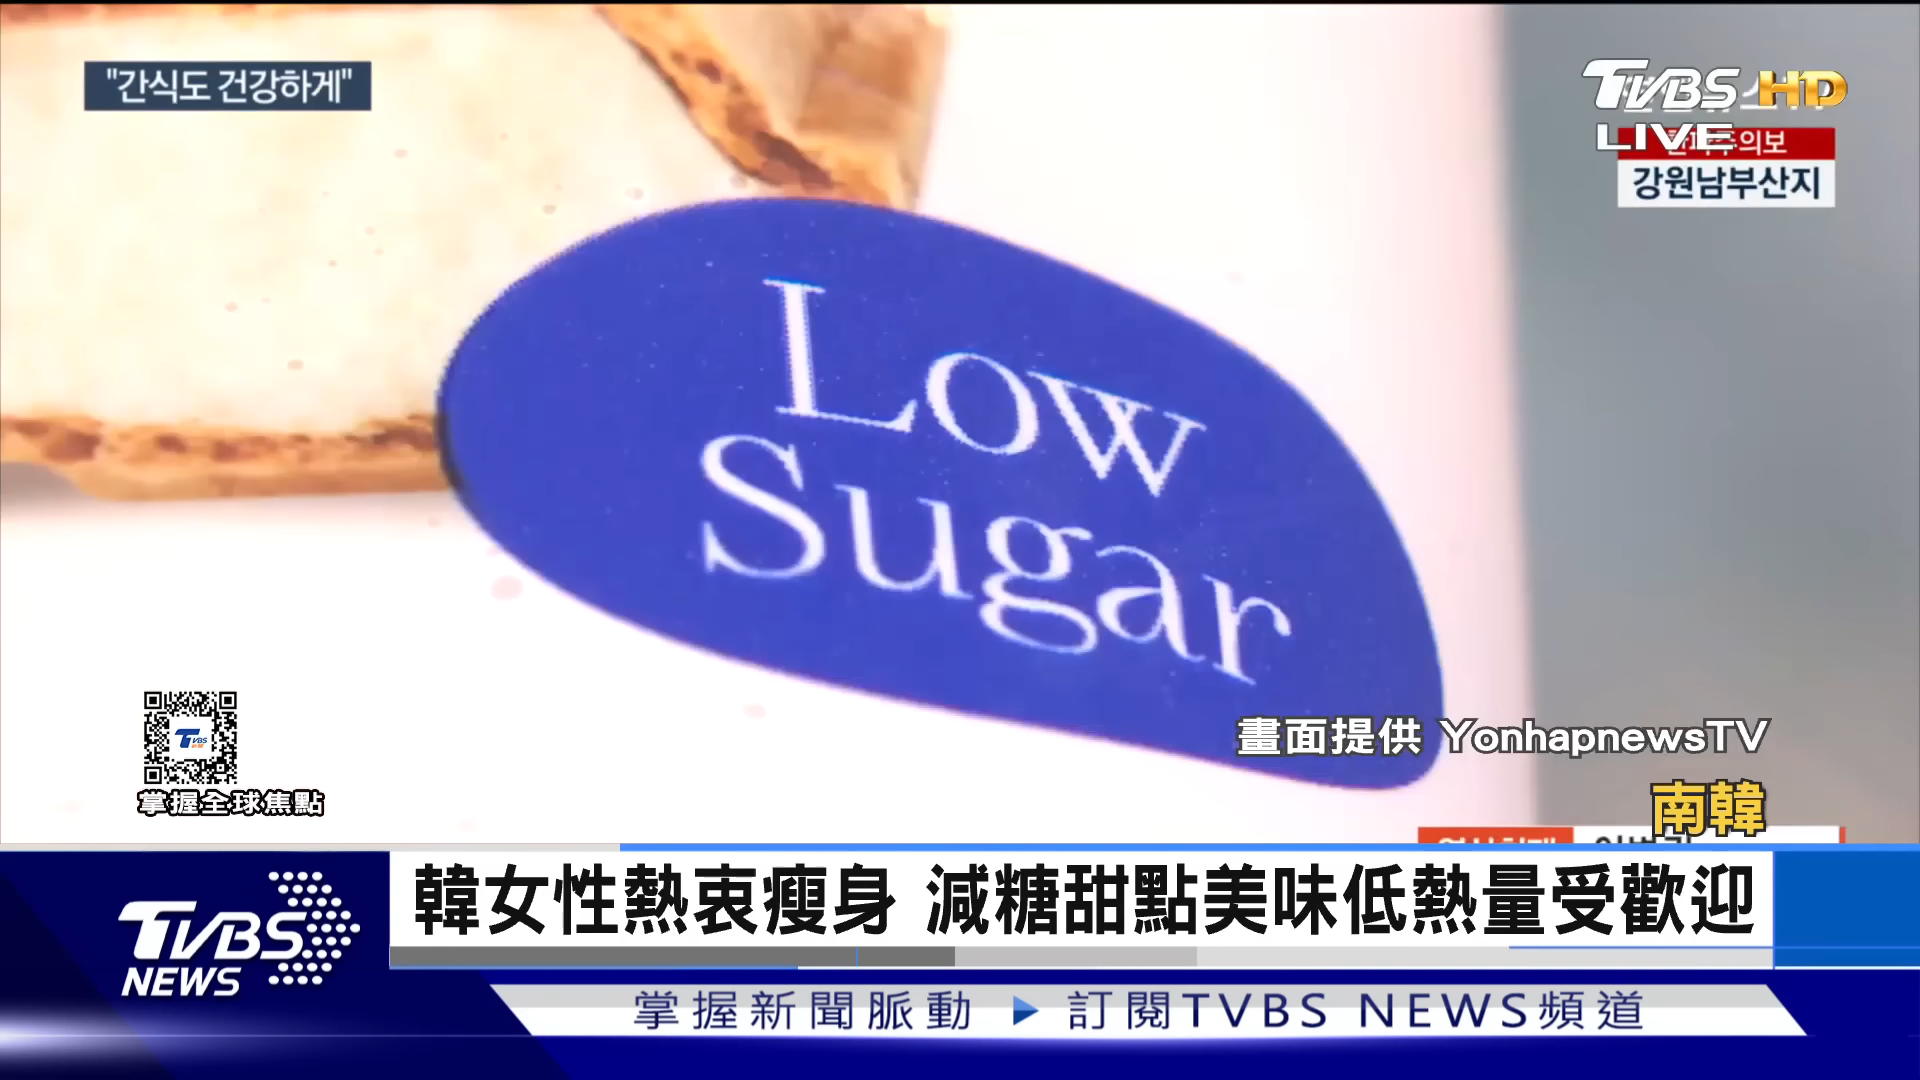 "간식도 건강하게"
TVBS HD
LIVE
강원남부산지
Low
Sugar
TVBS
掌握全球焦點
畫面提供 YonhapnewsTV
南韓
韓女性熱衷瘦身 減糖甜點美味低熱量受歡迎
TVBS
NEWS
掌握新聞脈動 ▶ 訂閱TVBS NEWS頻道